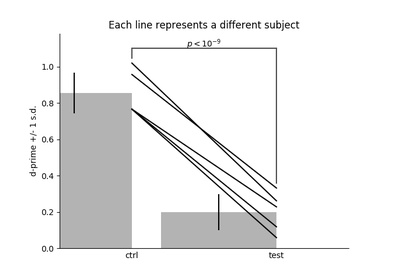 Each line represents a different subject
p < 10⁻⁹
1.0
0.8
0.6
0.4
0.2
0.0
d-prime +/- 1 s.d.
ctrl
test